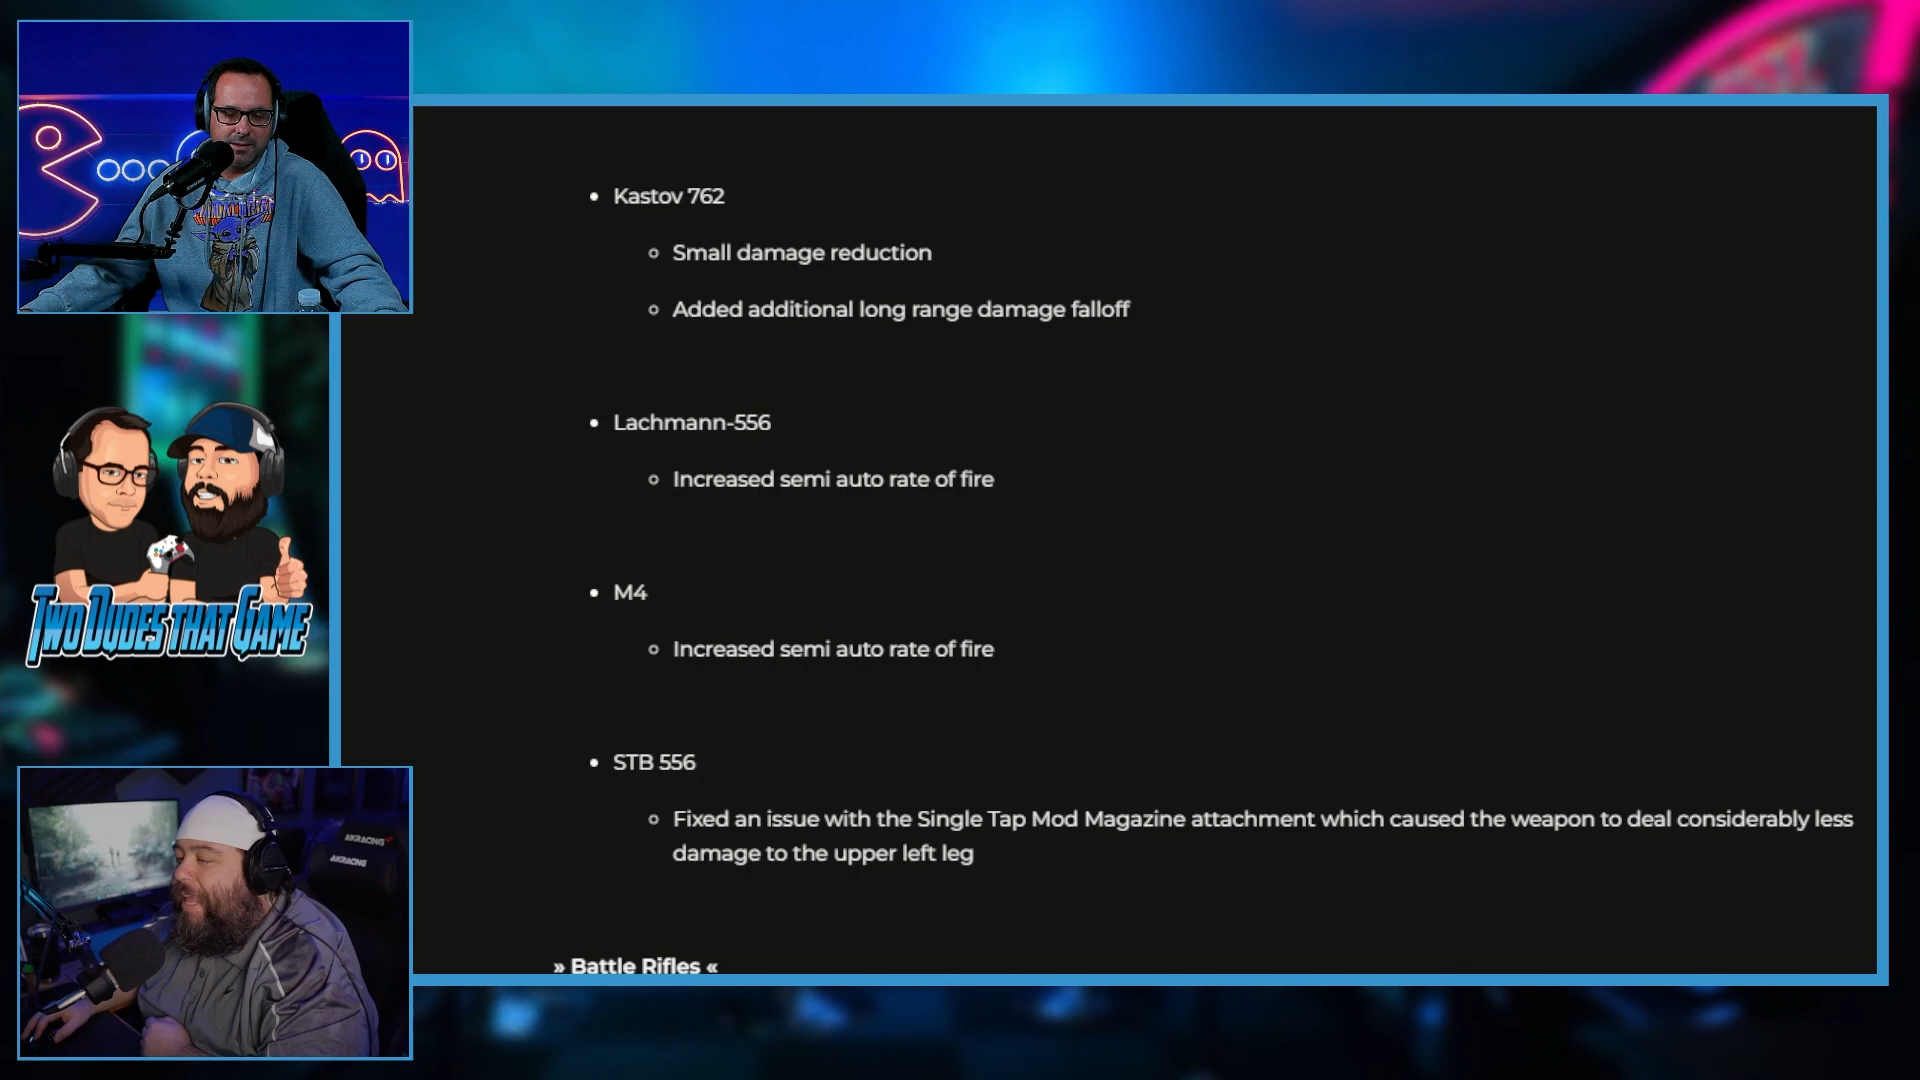 Kastov 762
Small damage reduction
Added additional long range damage falloff
Lachmann-556
Increased semi auto rate of fire
M4
Increased semi auto rate of fire
STB 556
Fixed an issue with the Single Tap Mod Magazine attachment which caused the weapon to deal considerably less
damage to the upper left leg
» Battle Rifles «
TWO DUDES THAT GAME
AKRACING
AKRACING